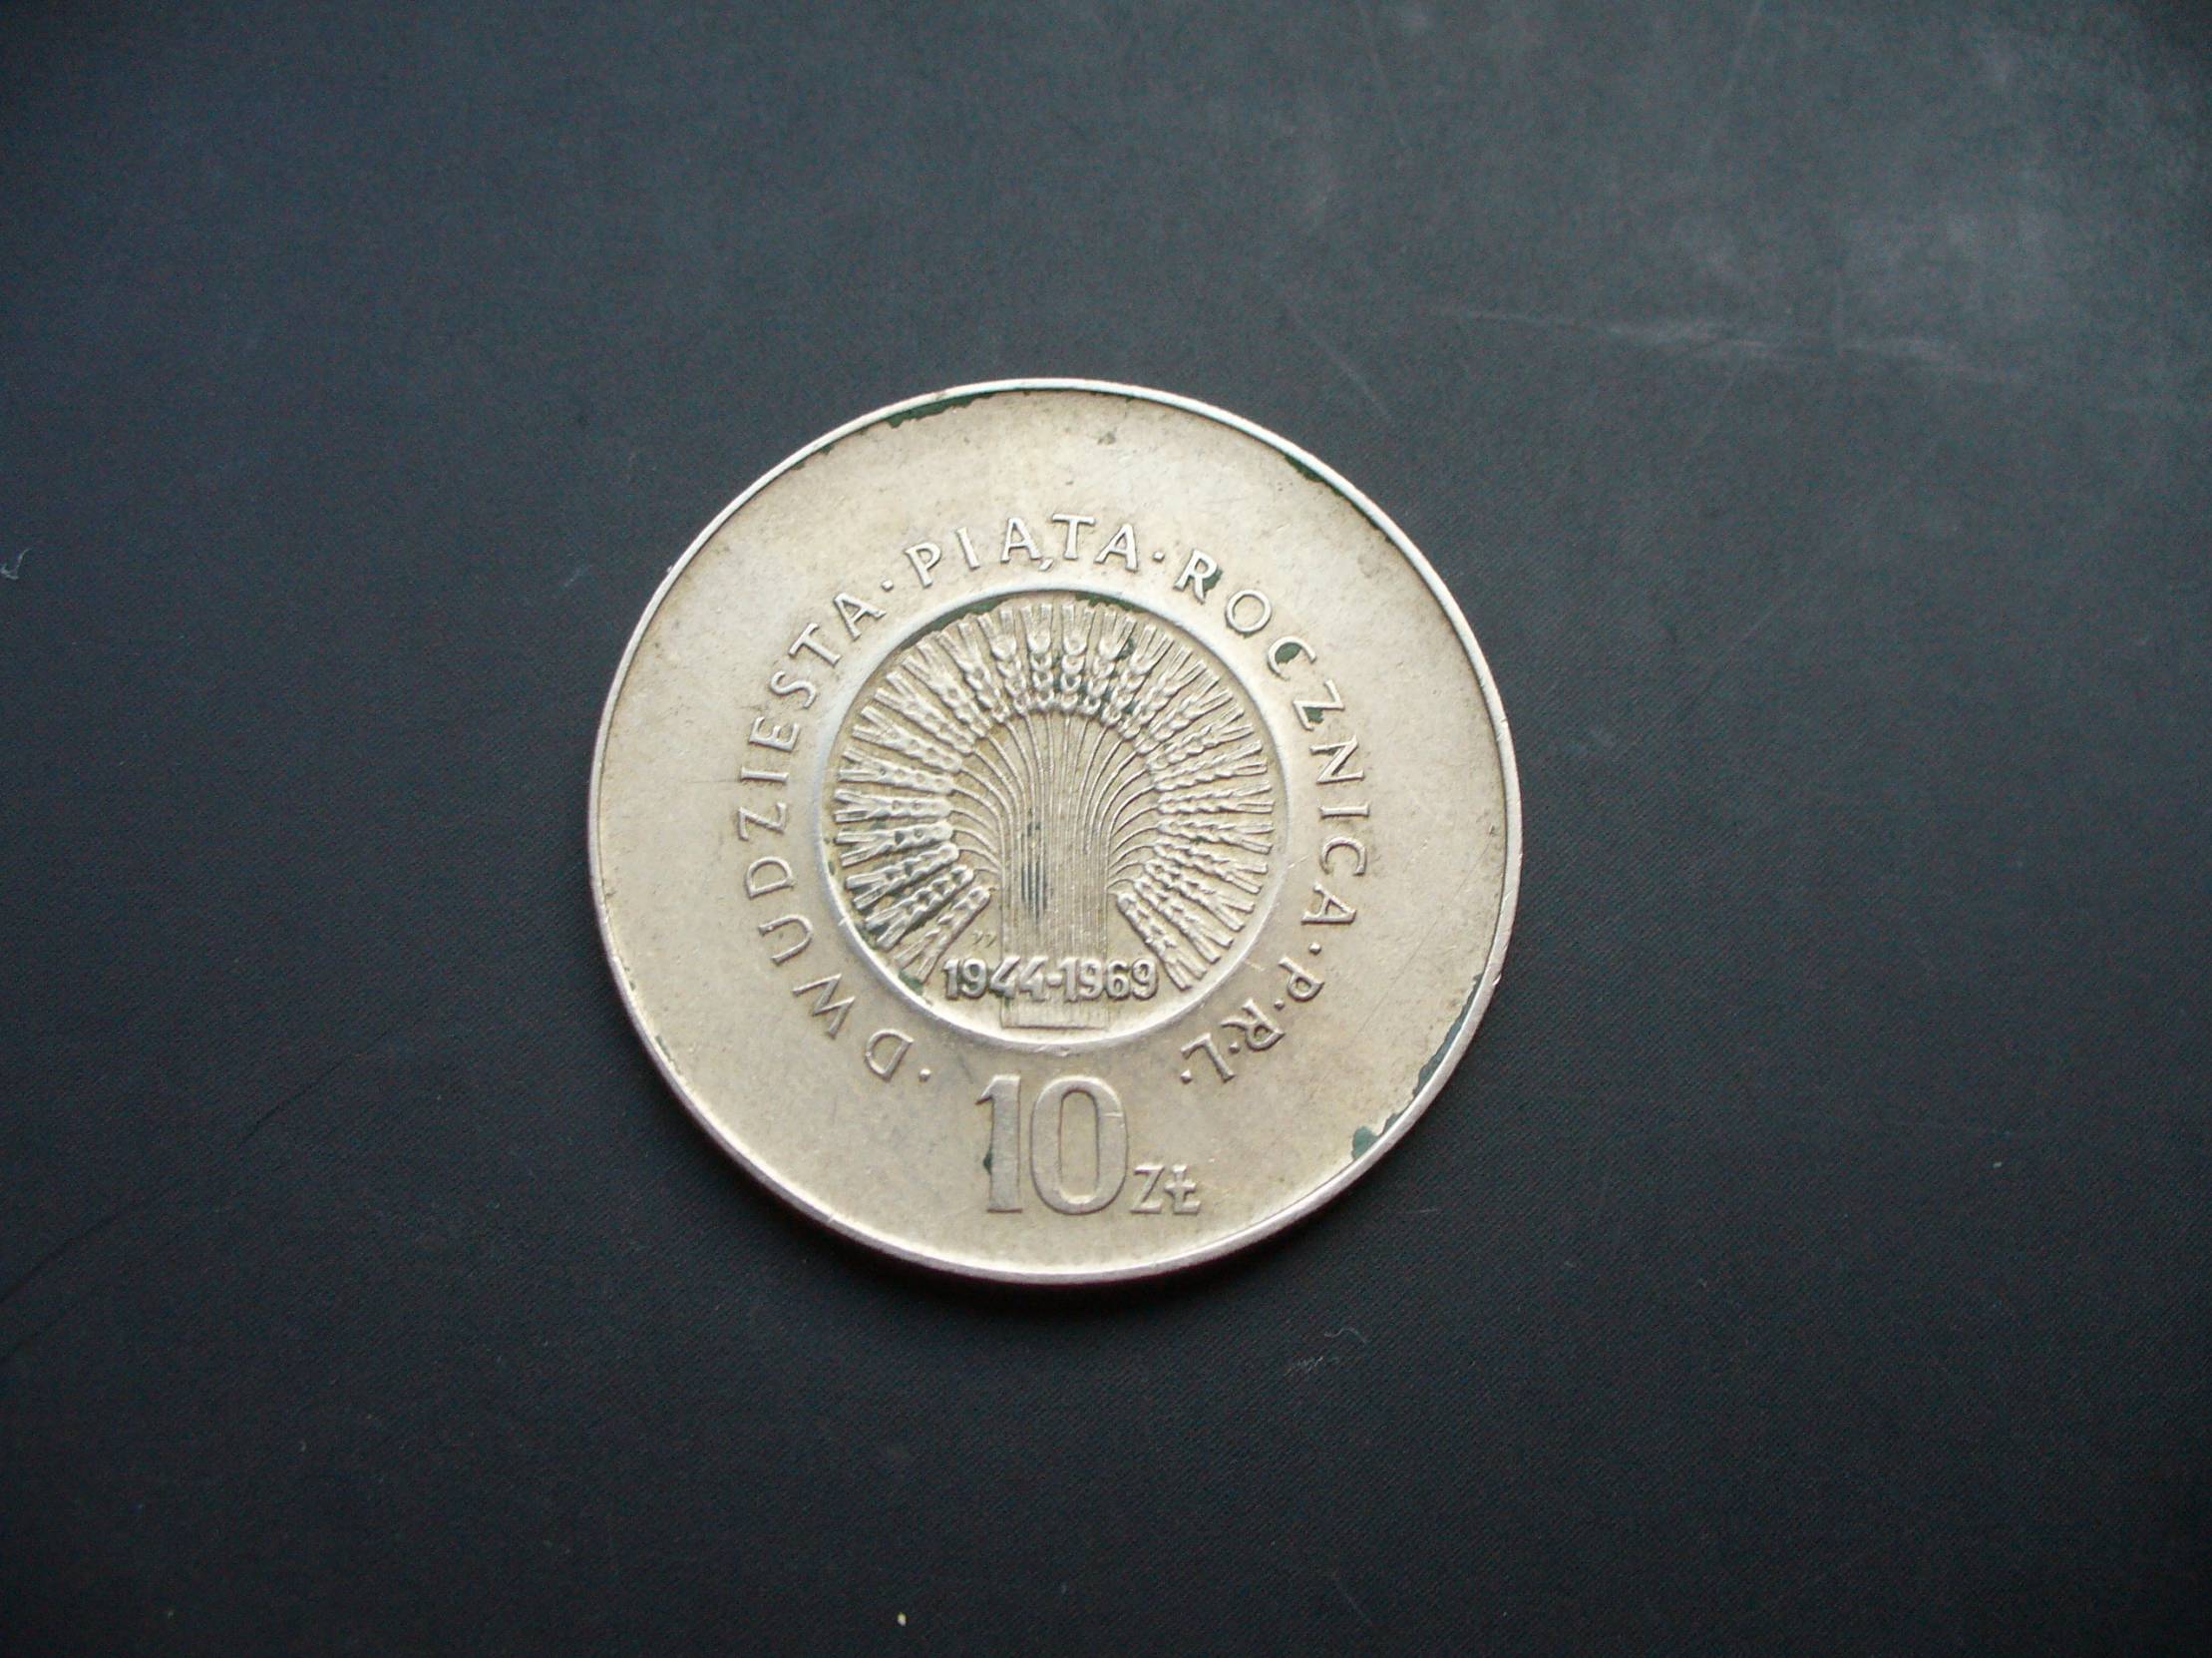 · DWUDZIESTA · PIĄTA · ROCZNICA · P·R·L·
1944-1969
10 ZŁ